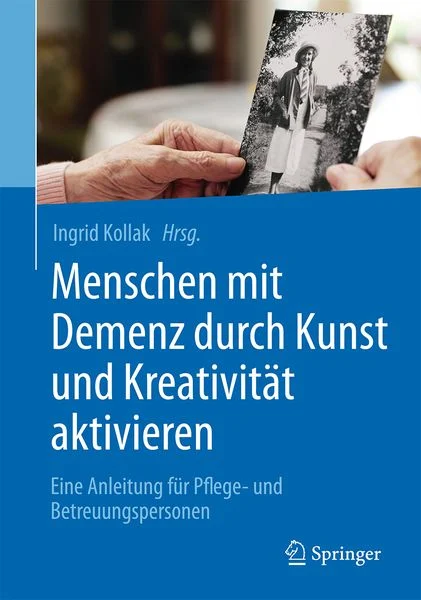 Ingrid Kollak Hrsg.
Menschen mit
Demenz durch Kunst
und Kreativität
aktivieren
Eine Anleitung für Pflege- und
Betreuungspersonen
Springer